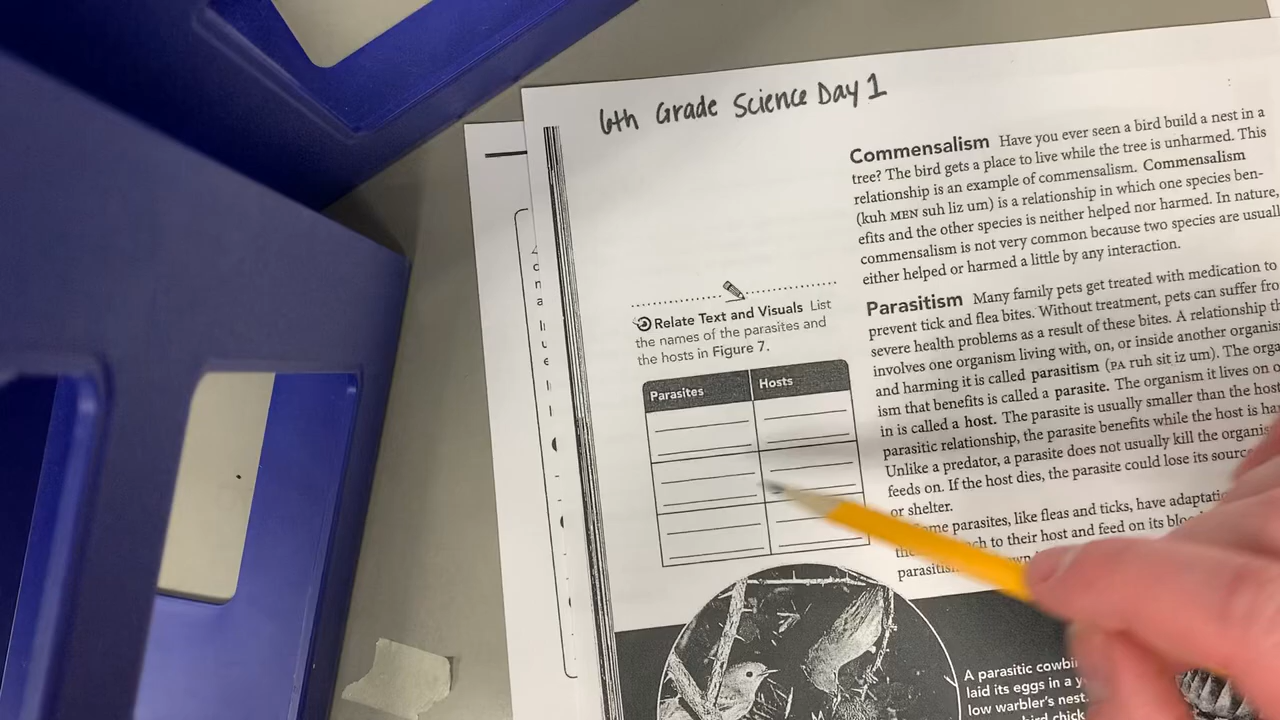 6th Grade Science Day 1
Commensalism Have you ever seen a bird build a nest in a
tree? The bird gets a place to live while the tree is unharmed. This
relationship is an example of commensalism. Commensalism
(kuh MEN suh liz um) is a relationship in which one species ben-
efits and the other species is neither helped nor harmed. In nature,
commensalism is not very common because two species are usuall
either helped or harmed a little by any interaction.
Relate Text and Visuals List
the names of the parasites and
the hosts in Figure 7.
Parasites Hosts
Parasitism Many family pets get treated with medication to
prevent tick and flea bites. Without treatment, pets can suffer fro
severe health problems as a result of these bites. A relationship th
involves one organism living with, on, or inside another organis
and harming it is called parasitism (PA ruh sit iz um). The orga
ism that benefits is called a parasite. The organism it lives on o
in is called a host. The parasite is usually smaller than the host
parasitic relationship, the parasite benefits while the host is har
Unlike a predator, a parasite does not usually kill the organis
feeds on. If the host dies, the parasite could lose its source
or shelter.
ome parasites, like fleas and ticks, have adaptatio
ch to their host and feed on its bloo
parasitis
A parasitic cowbi
laid its eggs in a y
low warbler's nest.
bird chick